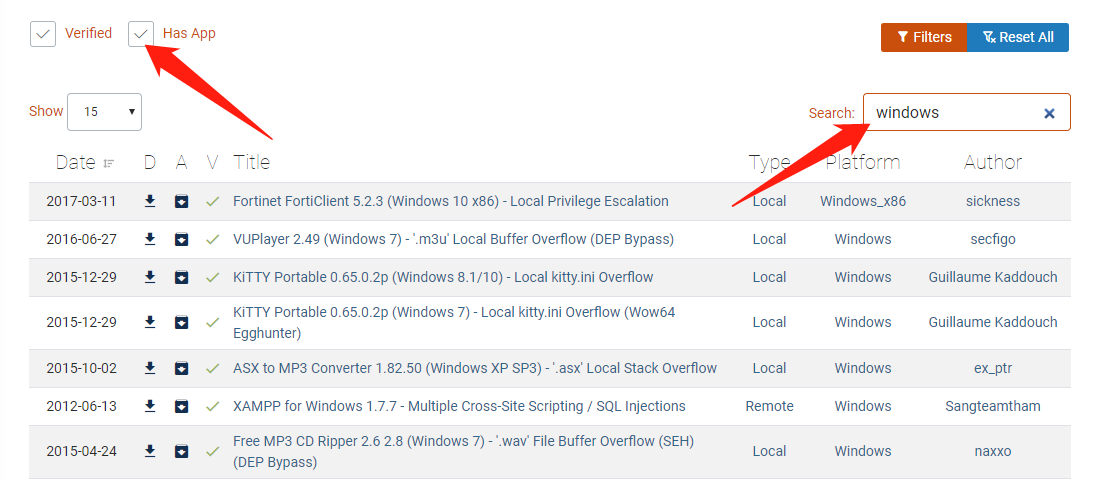 Verified Has App Filters Reset All
Show 15 Search: windows
Date D A V Title Type Platform Author
2017-03-11 Fortinet FortiClient 5.2.3 (Windows 10 x86) - Local Privilege Escalation Local Windows_x86 sickness
2016-06-27 VUPlayer 2.49 (Windows 7) - '.m3u' Local Buffer Overflow (DEP Bypass) Local Windows secfigo
2015-12-29 KiTTY Portable 0.65.0.2p (Windows 8.1/10) - Local kitty.ini Overflow Local Windows Guillaume Kaddouch
2015-12-29 KiTTY Portable 0.65.0.2p (Windows 7) - Local kitty.ini Overflow (Wow64
Egghunter) Local Windows Guillaume Kaddouch
2015-10-02 ASX to MP3 Converter 1.82.50 (Windows XP SP3) - '.asx' Local Stack Overflow Local Windows ex_ptr
2012-06-13 XAMPP for Windows 1.7.7 - Multiple Cross-Site Scripting / SQL Injections Remote Windows Sangteamtham
2015-04-24 Free MP3 CD Ripper 2.6 2.8 (Windows 7) - '.wav' File Buffer Overflow (SEH)
(DEP Bypass) Local Windows naxxo